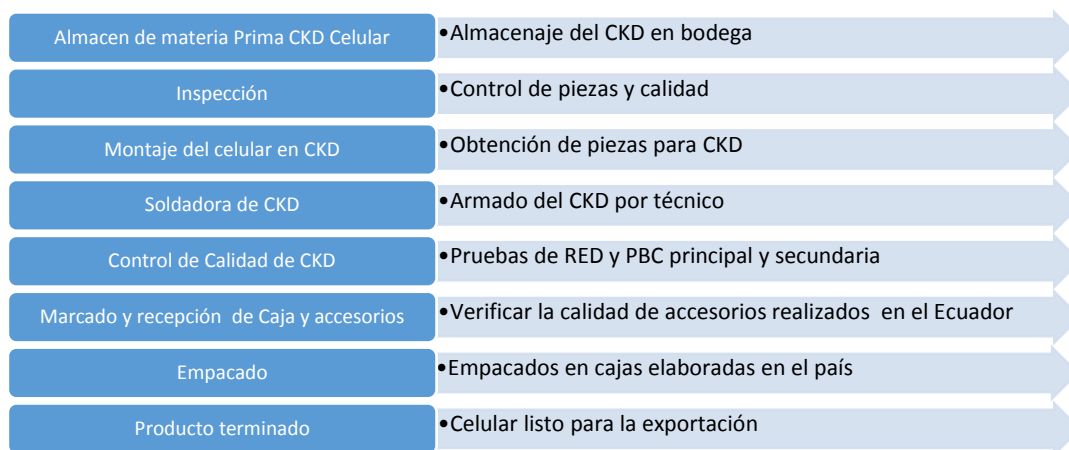 Almacen de materia Prima CKD Celular
•Almacenaje del CKD en bodega
Inspección
•Control de piezas y calidad
Montaje del celular en CKD
•Obtención de piezas para CKD
Soldadora de CKD
•Armado del CKD por técnico
Control de Calidad de CKD
•Pruebas de RED y PBC principal y secundaria
Marcado y recepción de Caja y accesorios
•Verificar la calidad de accesorios realizados en el Ecuador
Empacado
•Empacados en cajas elaboradas en el país
Producto terminado
•Celular listo para la exportación